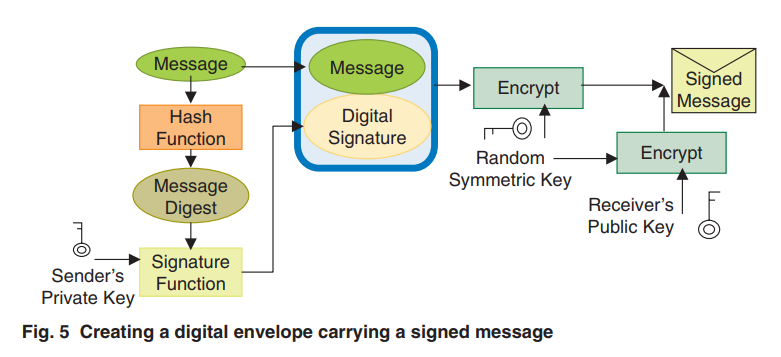 Message
Hash
Function
Message
Digest
Signature
Function
Sender's
Private Key
Message
Digital
Signature
Encrypt
Random
Symmetric Key
Encrypt
Receiver's
Public Key
Signed
Message
Fig. 5 Creating a digital envelope carrying a signed message